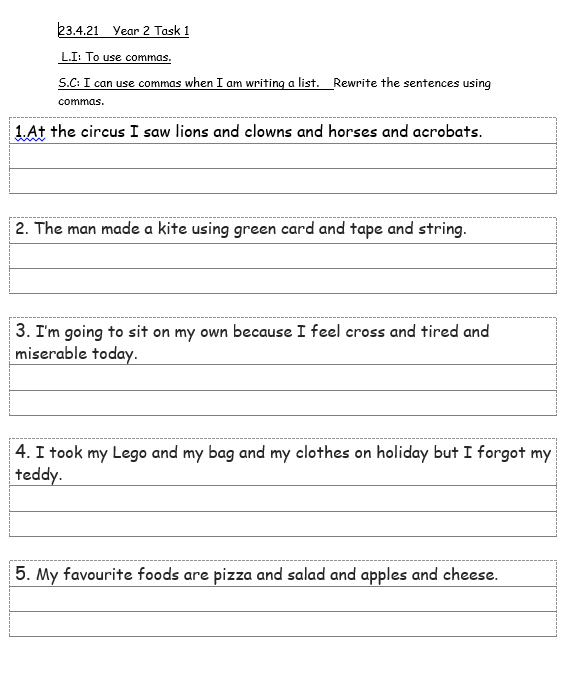 23.4.21 Year 2 Task 1
L.I: To use commas.
S.C: I can use commas when I am writing a list. Rewrite the sentences using
commas.
1.At the circus I saw lions and clowns and horses and acrobats.
2. The man made a kite using green card and tape and string.
3. I'm going to sit on my own because I feel cross and tired and
miserable today.
4. I took my Lego and my bag and my clothes on holiday but I forgot my
teddy.
5. My favourite foods are pizza and salad and apples and cheese.